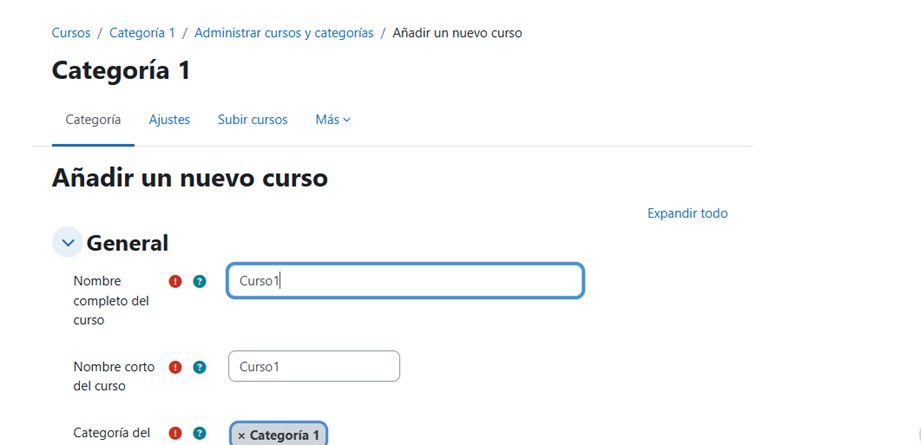 Cursos / Categoría 1 / Administrar cursos y categorías / Añadir un nuevo curso
Categoría 1
Categoría Ajustes Subir cursos Más
Añadir un nuevo curso
Expandir todo
General
Nombre completo del curso
Curso1
Nombre corto del curso
Curso1
Categoría del
× Categoría 1